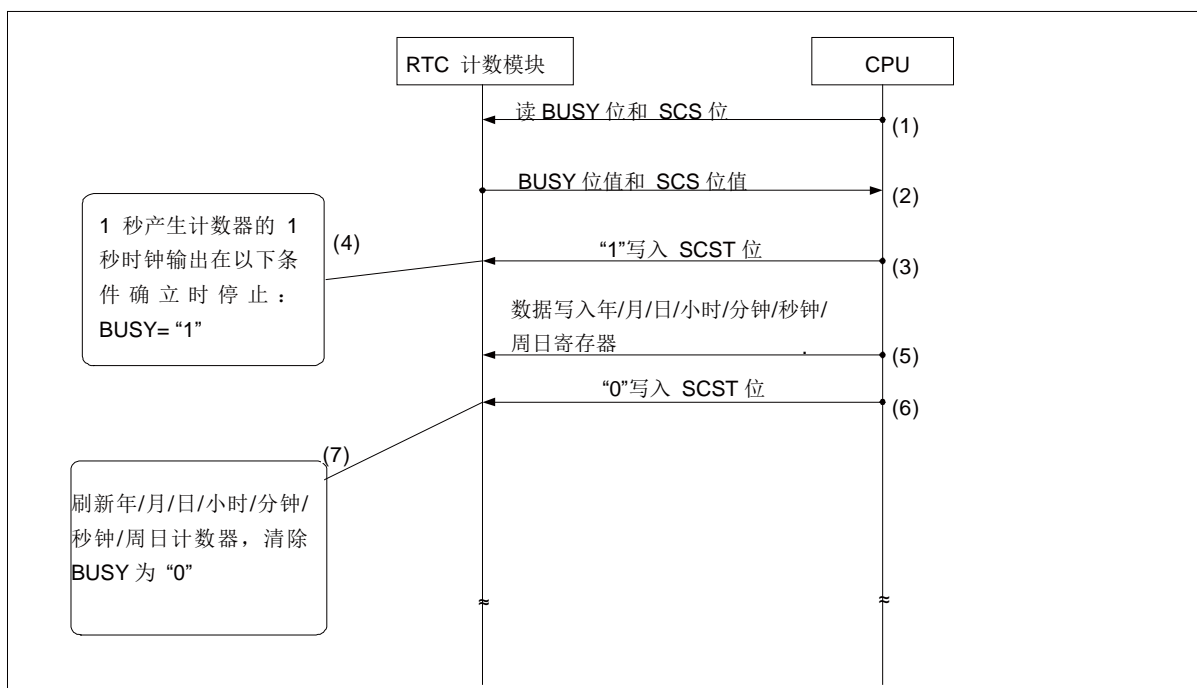 RTC 计数模块
CPU
读 BUSY 位和 SCS 位
(1)
BUSY 位值和 SCS 位值
(2)
1 秒产生计数器的 1
秒时钟输出在以下条
件确立时停止：
BUSY= “1”
(4)
“1”写入 SCST 位
(3)
数据写入年/月/日/小时/分钟/秒钟/
周日寄存器
(5)
“0”写入 SCST 位
(6)
(7)
刷新年/月/日/小时/分钟/
秒钟/周日计数器，清除
BUSY 为 “0”